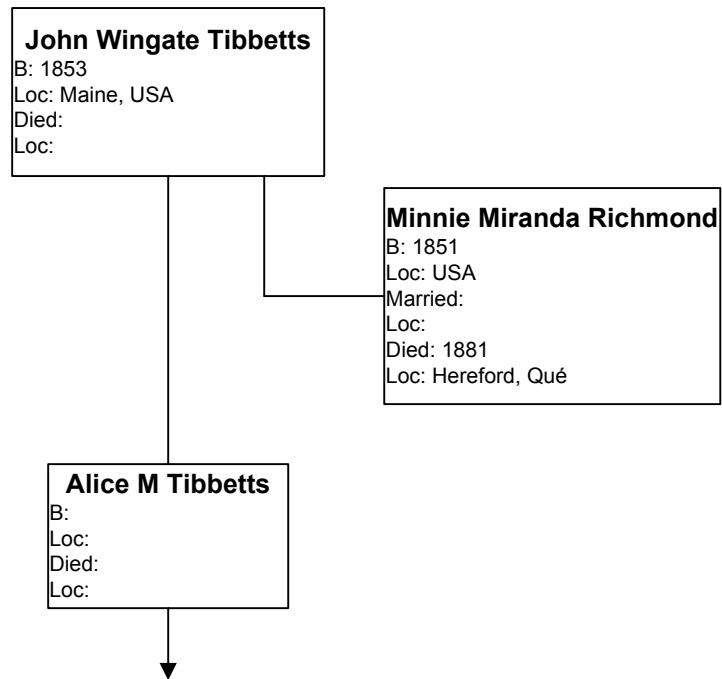 John Wingate Tibbetts
B: 1853
Loc: Maine, USA
Died:
Loc:
Minnie Miranda Richmond
B: 1851
Loc: USA
Married:
Loc:
Died: 1881
Loc: Hereford, Qué
Alice M Tibbetts
B:
Loc:
Died:
Loc: